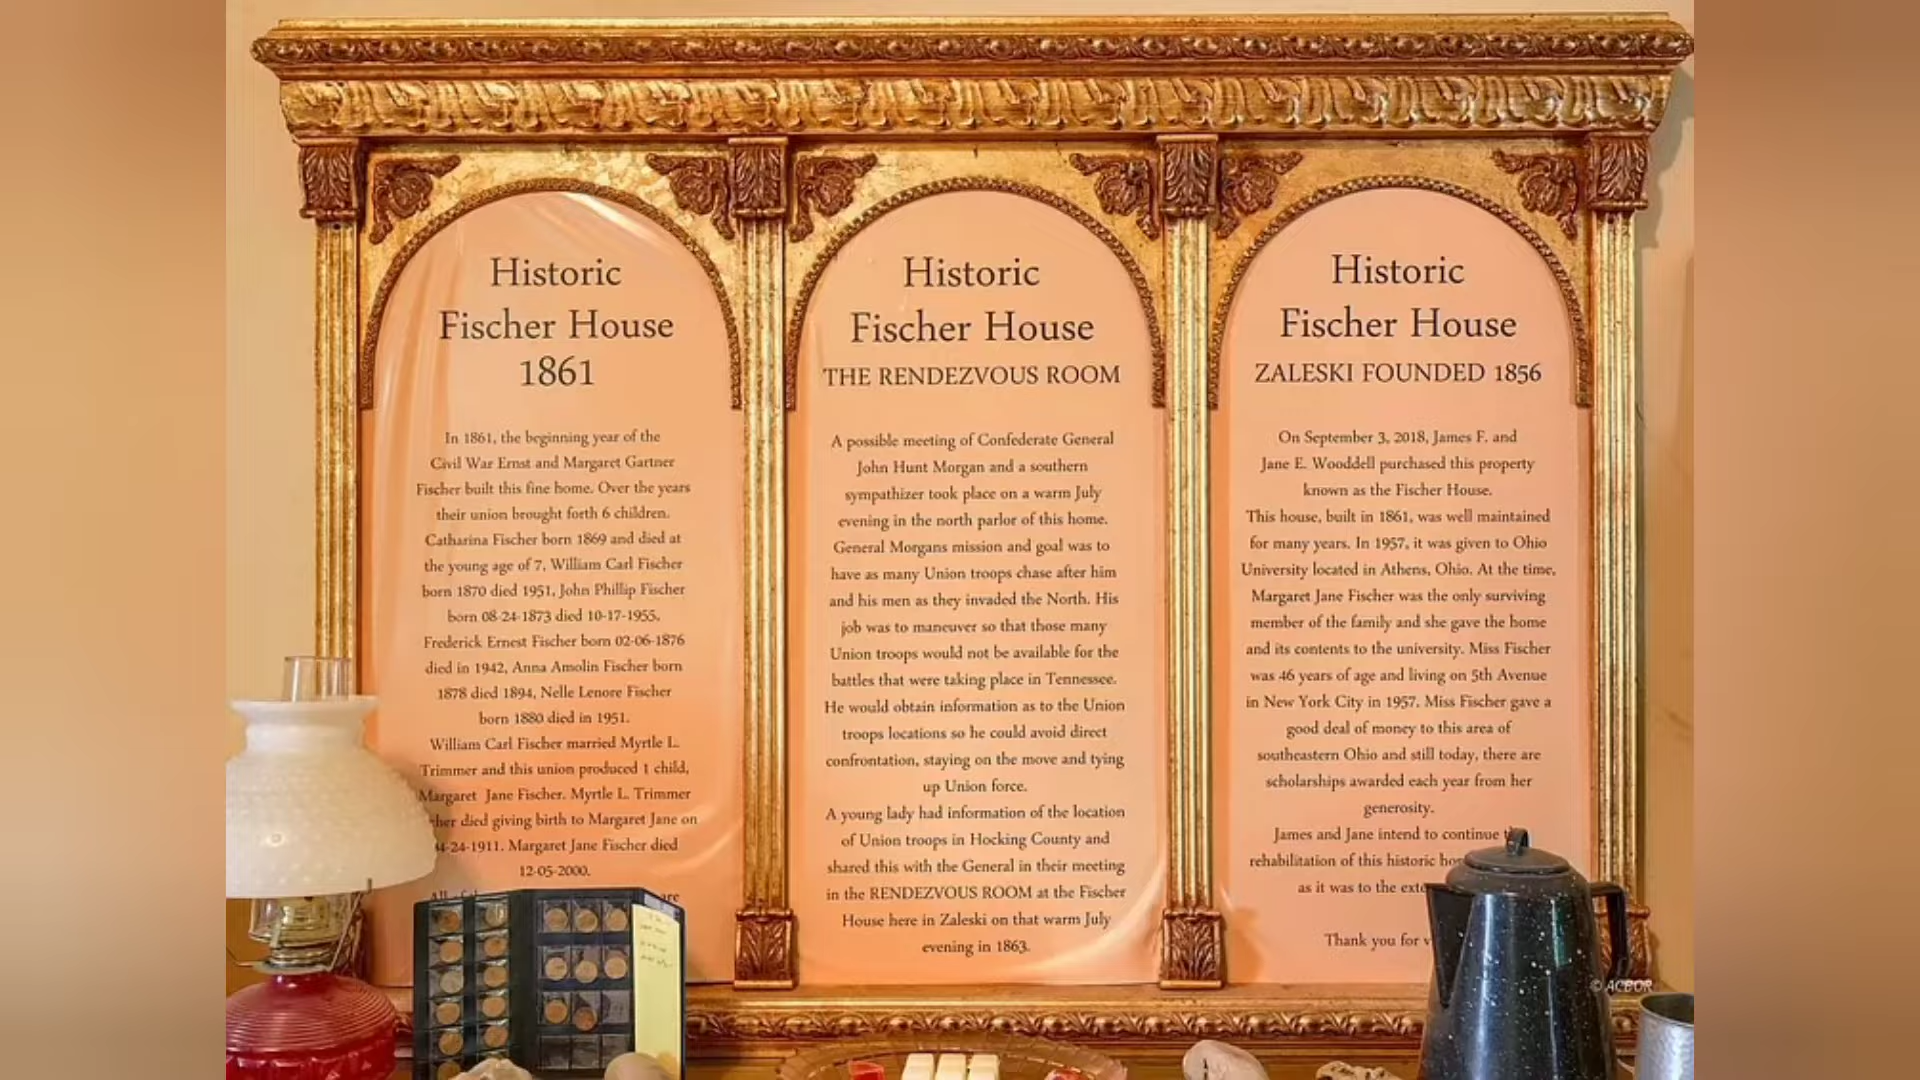 Historic
Fischer House
1861
In 1861, the beginning year of the
Civil War Ernst and Margaret Gartner
Fischer built this fine home. Over the years
their union brought forth 6 children.
Catharina Fischer born 1869 and died at
the young age of 7, William Carl Fischer
born 1870 died 1951, John Phillip Fischer
born 08-24-1873 died 10-17-1955,
Frederick Ernest Fischer born 02-06-1876
died in 1942, Anna Amolin Fischer born
1878 died 1894, Nelle Lenore Fischer
born 1880 died in 1951.
William Carl Fischer married Myrtle L.
Trimmer and this union produced 1 child,
Margaret Jane Fischer. Myrtle L. Trimmer
died giving birth to Margaret Jane on
24-1911. Margaret Jane Fischer died
12-05-2000.
Historic
Fischer House
THE RENDEZVOUS ROOM
A possible meeting of Confederate General
John Hunt Morgan and a southern
sympathizer took place on a warm July
evening in the north parlor of this home.
General Morgans mission and goal was to
have as many Union troops chase after him
and his men as they invaded the North. His
job was to maneuver so that those many
Union troops would not be available for the
battles that were taking place in Tennessee.
He would obtain information as to the Union
troops locations so he could avoid direct
confrontation, staying on the move and tying
up Union force.
A young lady had information of the location
of Union troops in Hocking County and
shared this with the General in their meeting
in the RENDEZVOUS ROOM at the Fischer
House here in Zaleski on that warm July
evening in 1863.
Historic
Fischer House
ZALESKI FOUNDED 1856
On September 3, 2018, James F. and
Jane E. Wooddell purchased this property
known as the Fischer House.
This house, built in 1861, was well maintained
for many years. In 1957, it was given to Ohio
University located in Athens, Ohio. At the time,
Margaret Jane Fischer was the only surviving
member of the family and she gave the home
and its contents to the university. Miss Fischer
was 46 years of age and living on 5th Avenue
in New York City in 1957. Miss Fischer gave a
good deal of money to this area of
southeastern Ohio and still today, there are
scholarships awarded each year from her
generosity.
James and Jane intend to continue
rehabilitation of this historic
as it was to the
Thank you for
© ACBOR